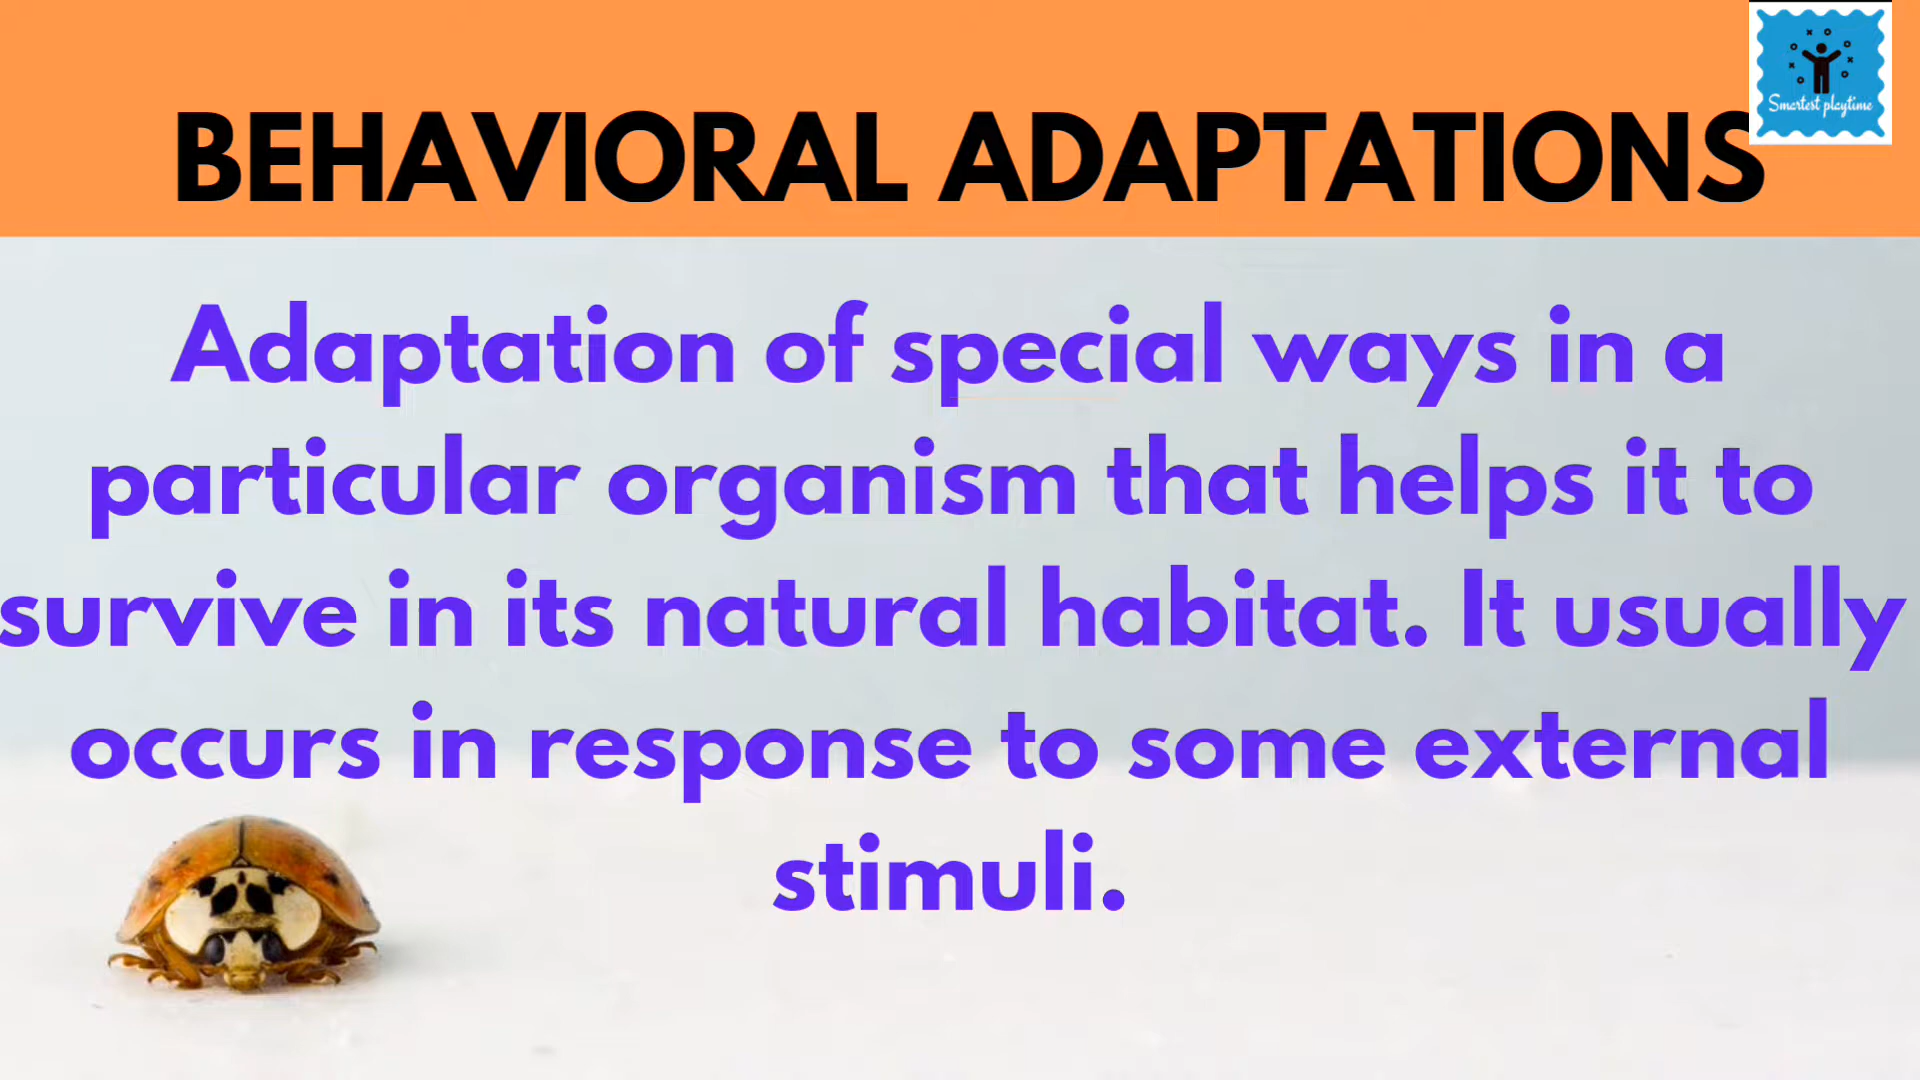 Smartest playtime
BEHAVIORAL ADAPTATIONS
Adaptation of special ways in a
particular organism that helps it to
survive in its natural habitat. It usually
occurs in response to some external
stimuli.